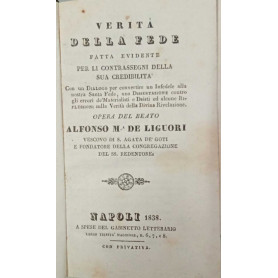 VERITÀ
DELLA FEDE
FATTA EVIDENTE
PER LI CONTRASSEGNI DELLA
SUA CREDIBILITA'
Con un Dialogo per convertire un Infedele alla
nostra Santa Fede, una Dissertazione contro
gli errori de' Materialisti e Deisti ed alcune Ri-
sulla Verità della Divina Rivelazione.
OPERA DEL BEATO
ALFONSO M.ª DE LIGUORI
VESCOVO DI S. AGATA DE' GOTI
E FONDATORE DELLA CONGREGAZIONE
DEL SS. REDENTORE
NAPOLI 1838.
A SPESE DEL GABINETTO LETTERARIO
CON PRIVATIVA.